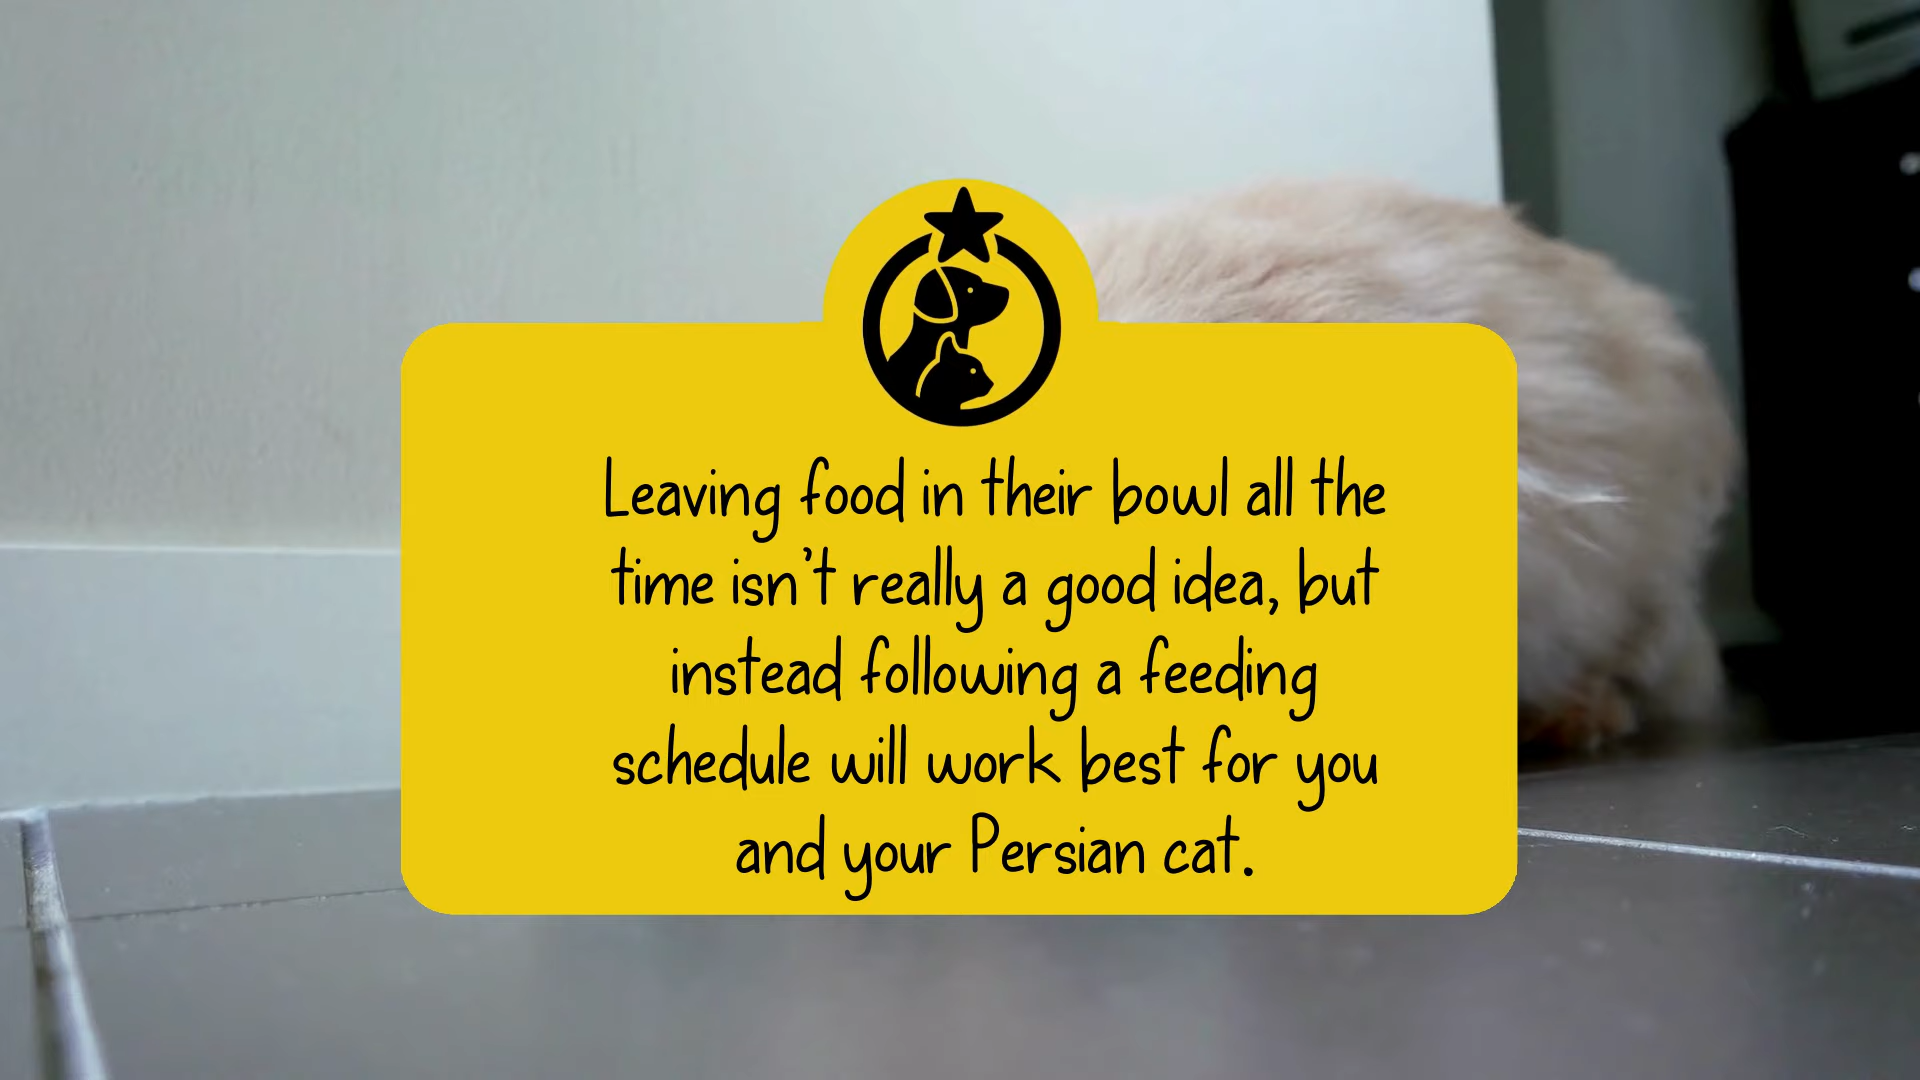 Leaving food in their bowl all the
time isn't really a good idea, but
instead following a feeding
schedule will work best for you
and your Persian cat.